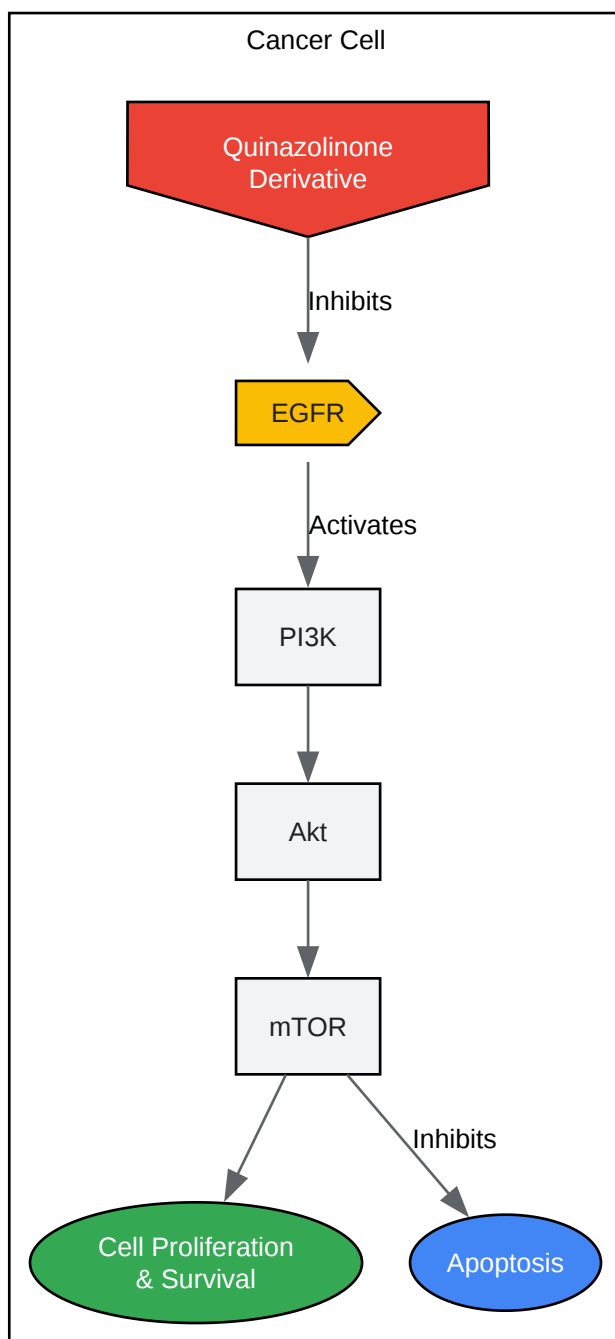 Cancer Cell
Quinazolinone
Derivative
Inhibits
EGFR
Activates
PI3K
Akt
mTOR
Inhibits
Cell Proliferation
& Survival
Apoptosis